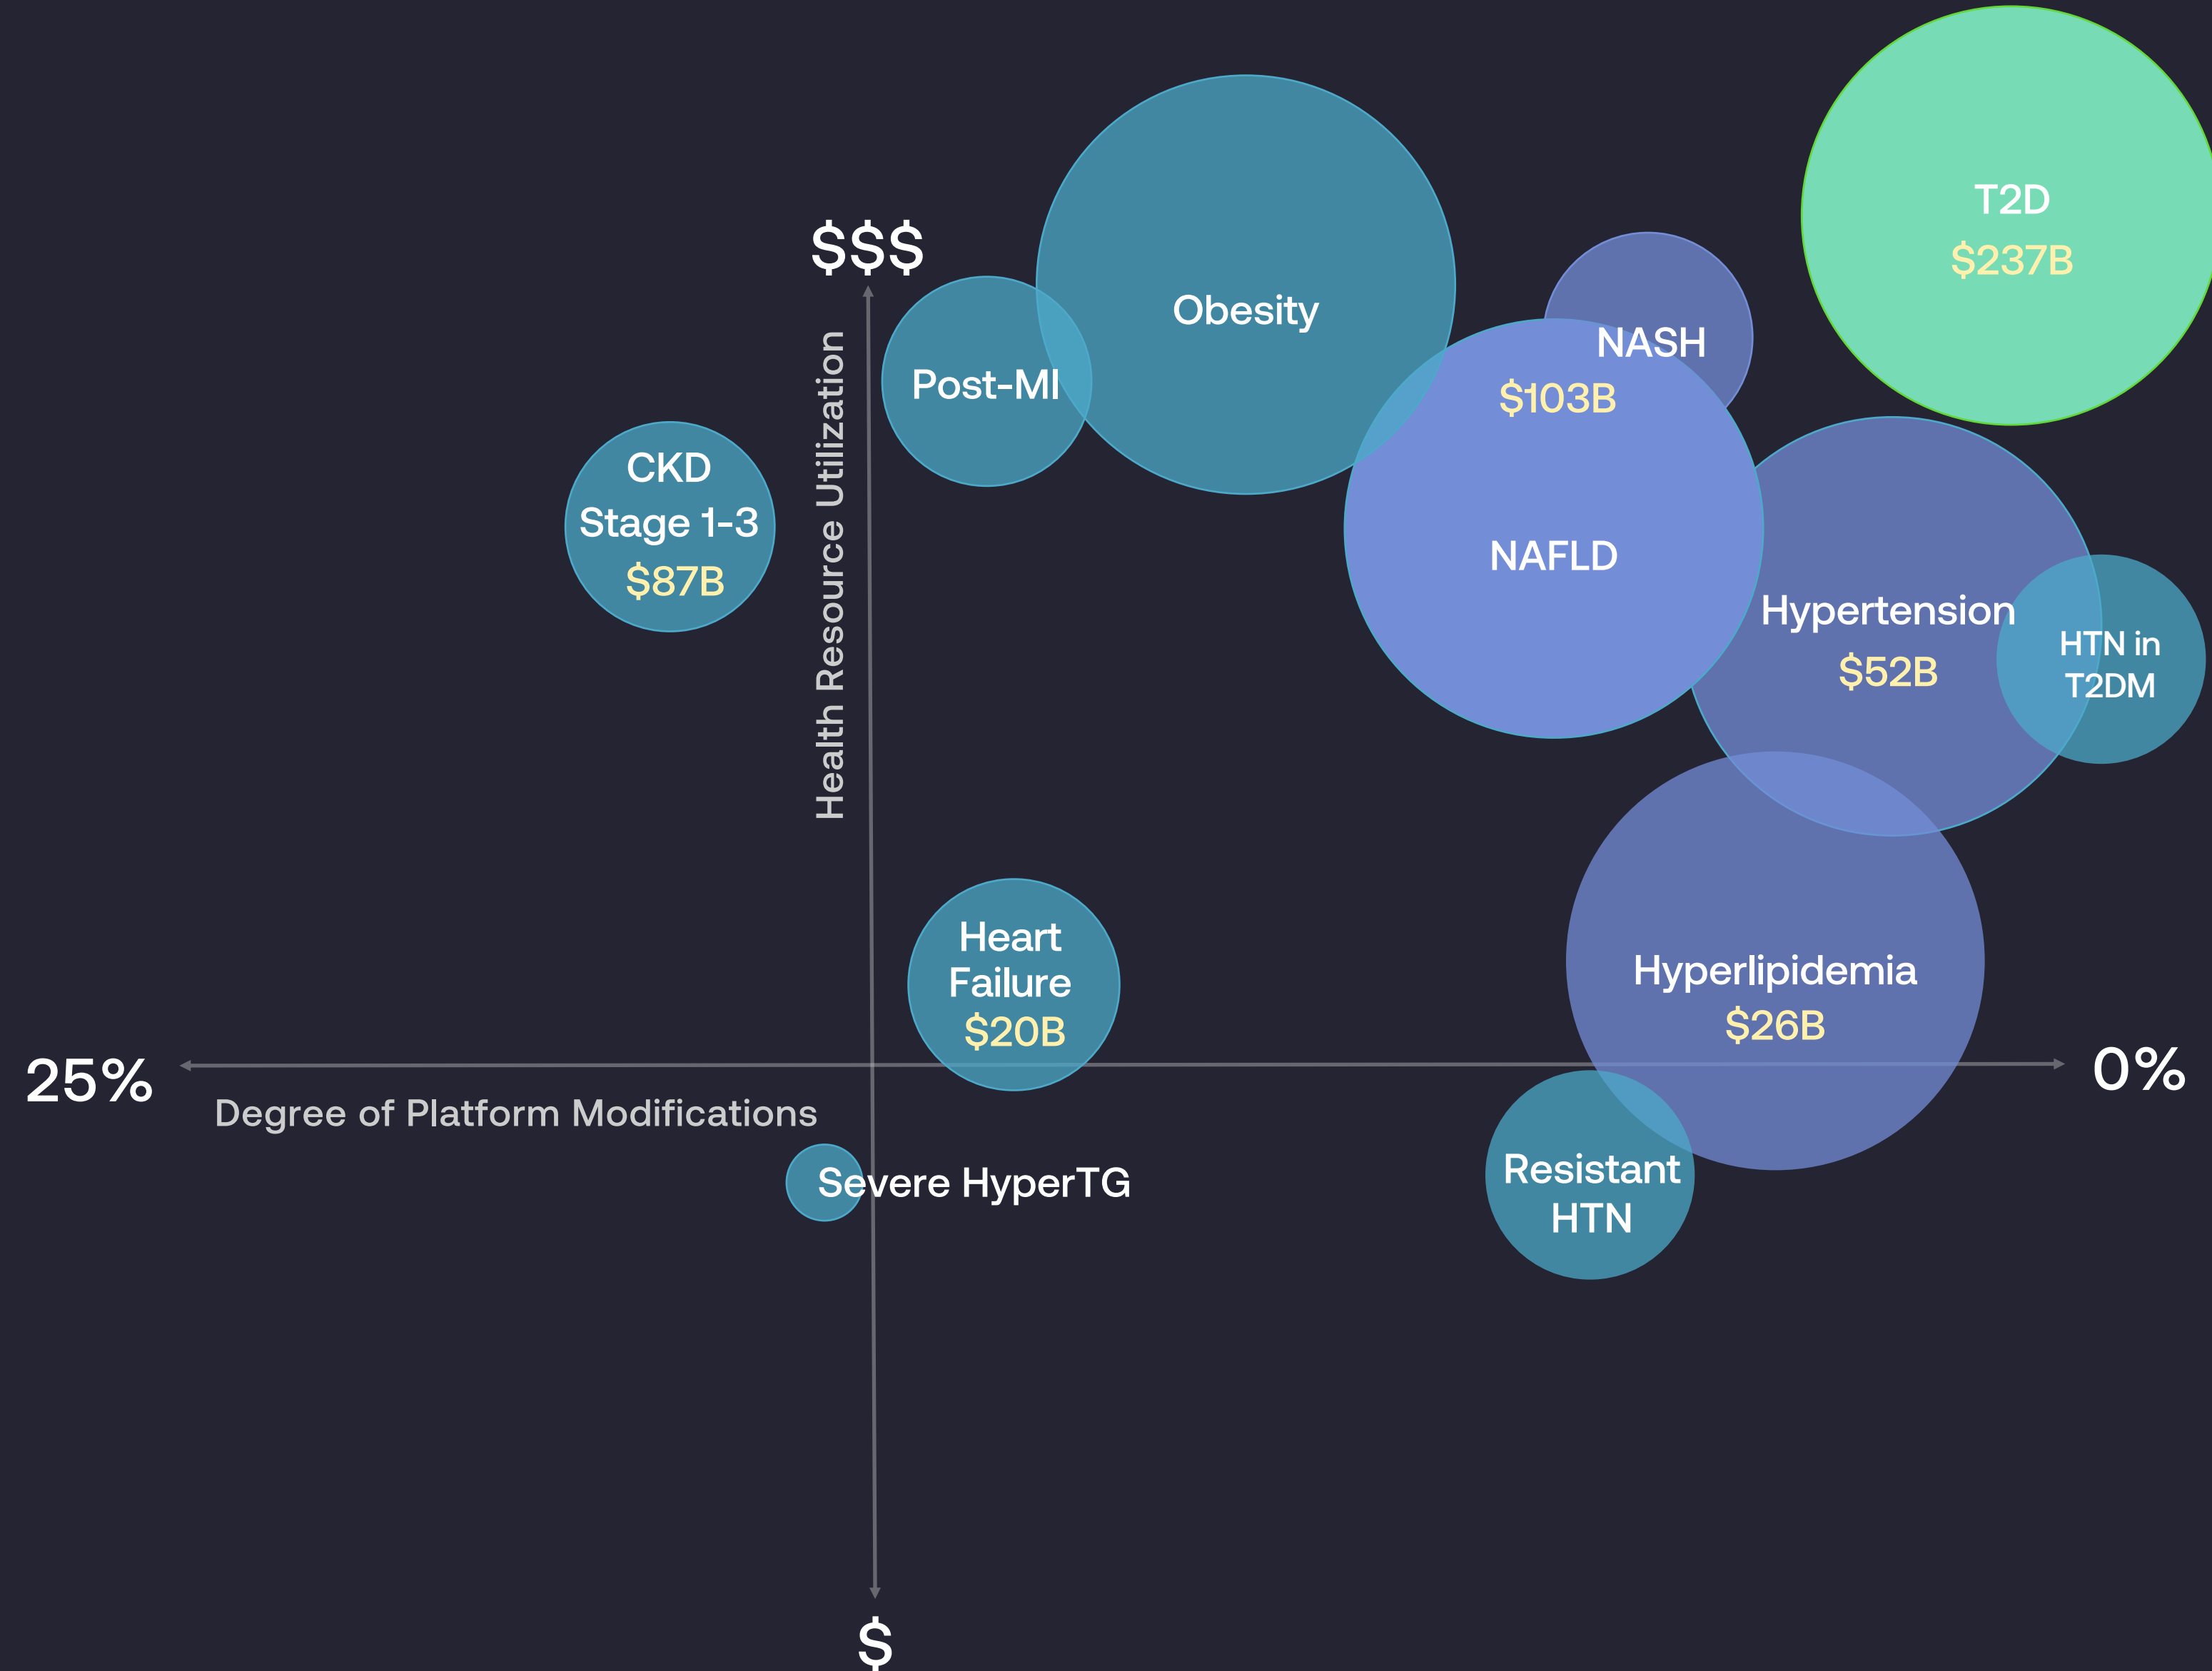 T2D
$237B
$$$
Obesity
NASH
Post-MI
$103B
CKD
Stage 1-3
$87B
Health Resource Utilization
NAFLD
Hypertension
$52B
HTN in
T2DM
Heart
Failure
$20B
Hyperlipidemia
$26B
25%
0%
Degree of Platform Modifications
Severe HyperTG
Resistant
HTN
$